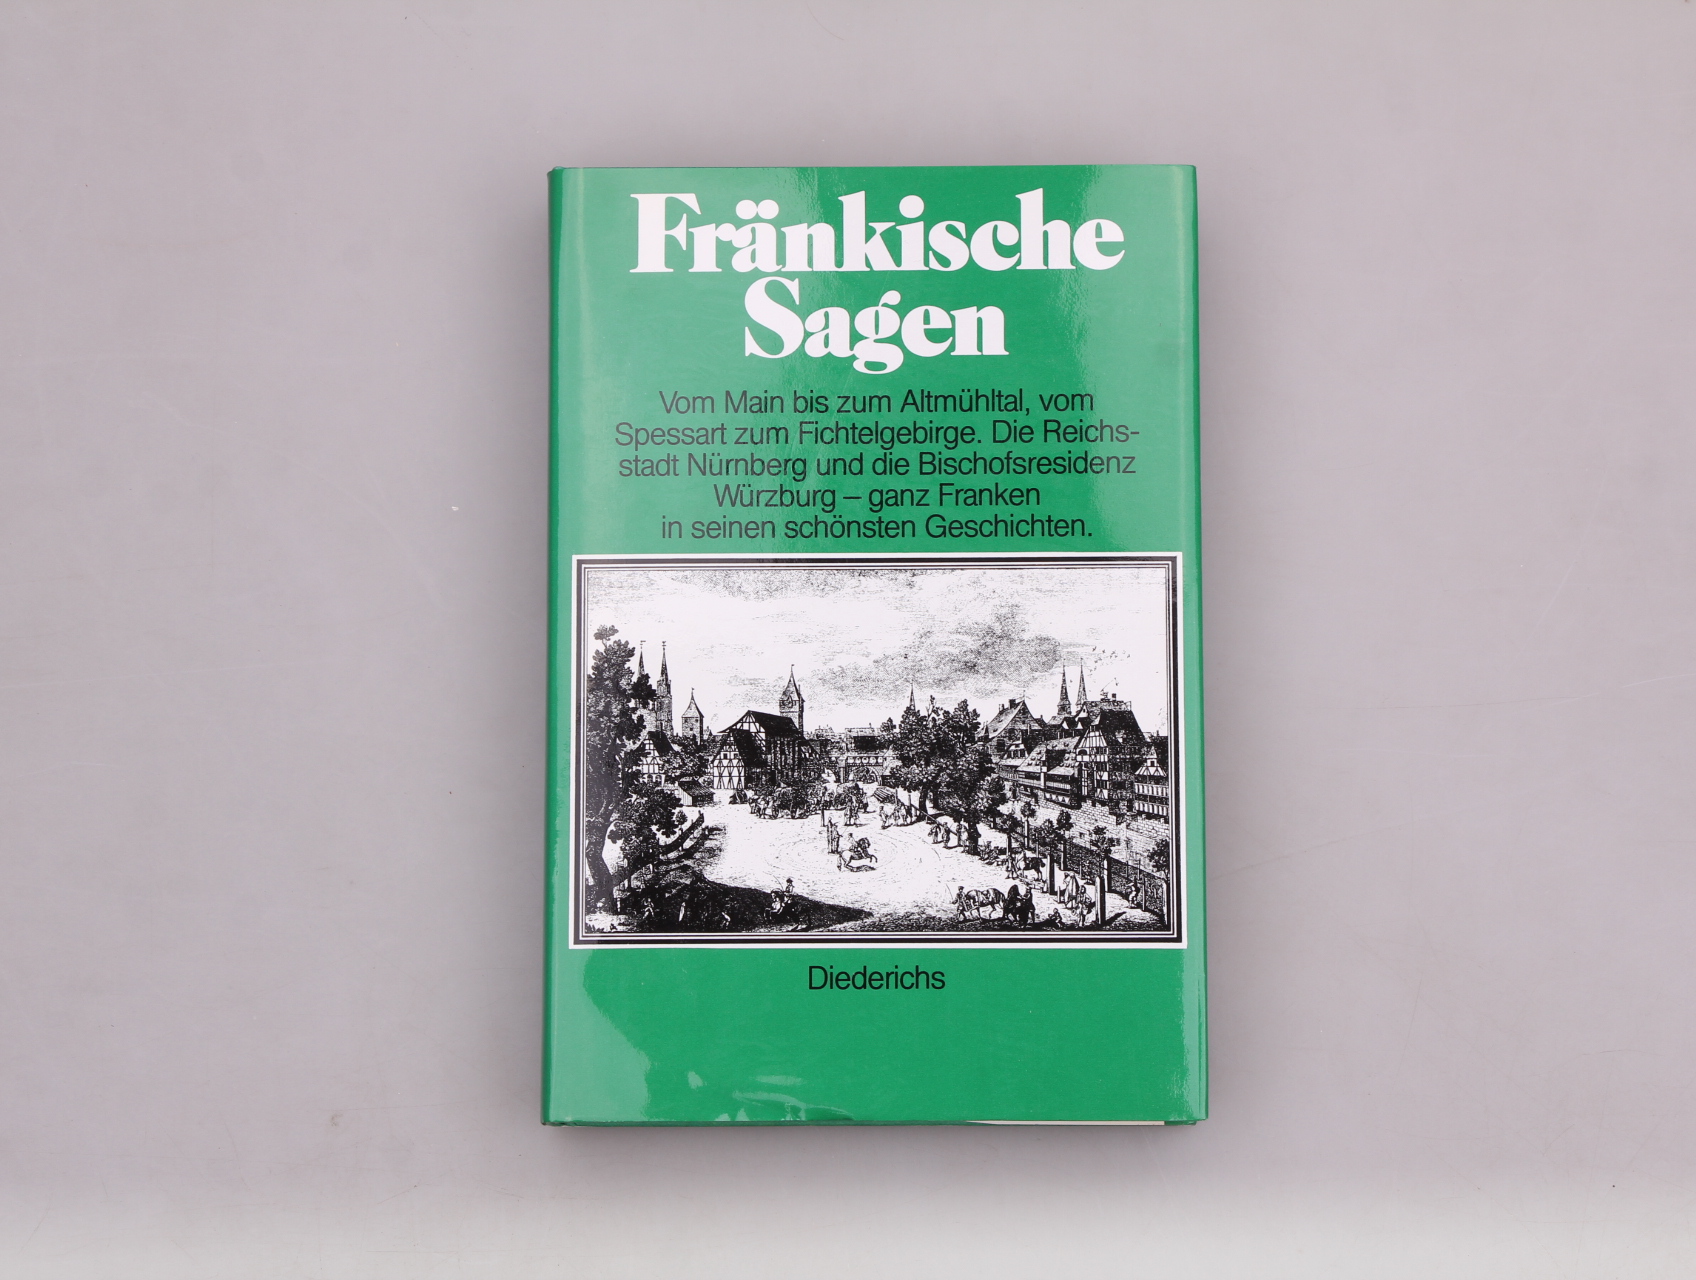 Fränkische
Sagen
Vom Main bis zum Altmühltal, vom
Spessart zum Fichtelgebirge. Die Reichs-
stadt Nürnberg und die Bischofsresidenz
Würzburg – ganz Franken
in seinen schönsten Geschichten.
Diederichs